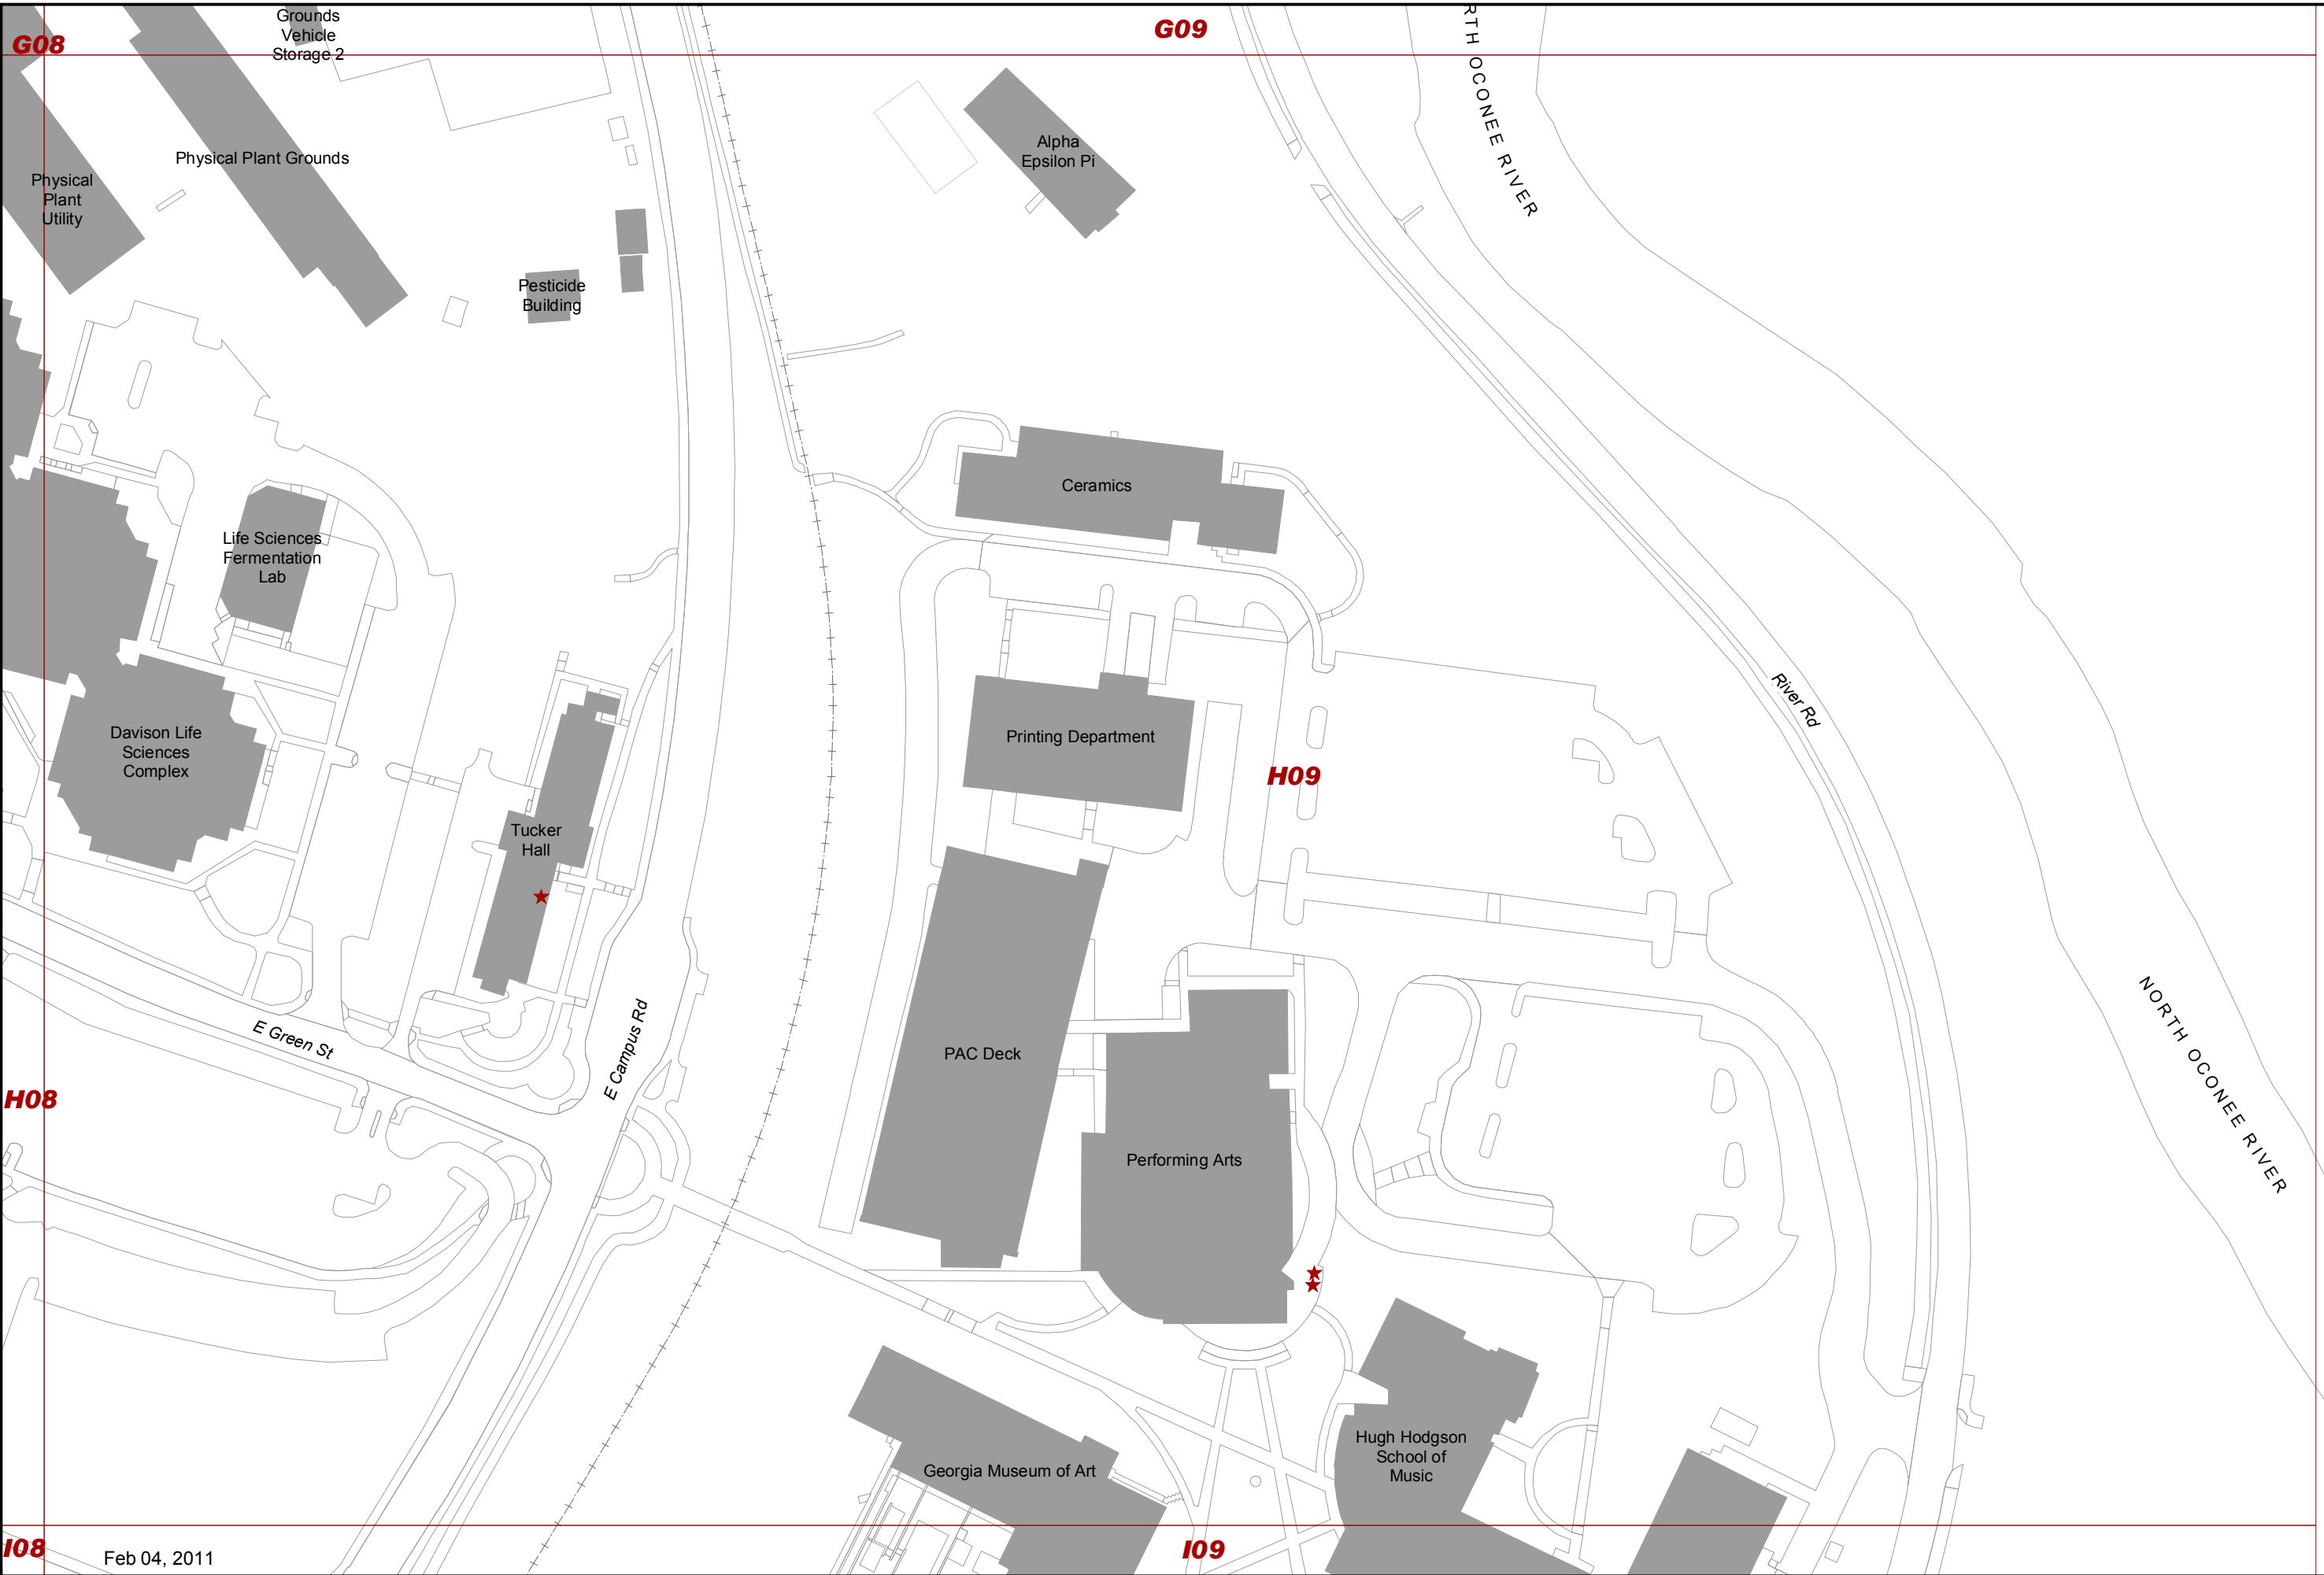 G08
Grounds
Vehicle
Storage 2
G09
RTH OCONEE RIVER
Physical Plant Grounds
Alpha
Epsilon Pi
Physical
Plant
Utility
Pesticide
Building
Ceramics
Life Sciences
Fermentation
Lab
River Rd
Davison Life
Sciences
Complex
Printing Department
H09
Tucker
Hall
E Green St
E Campus Rd
PAC Deck
NORTH OCONEE RIVER
H08
Performing Arts
Georgia Museum of Art
Hugh Hodgson
School of
Music
I08
Feb 04, 2011
I09